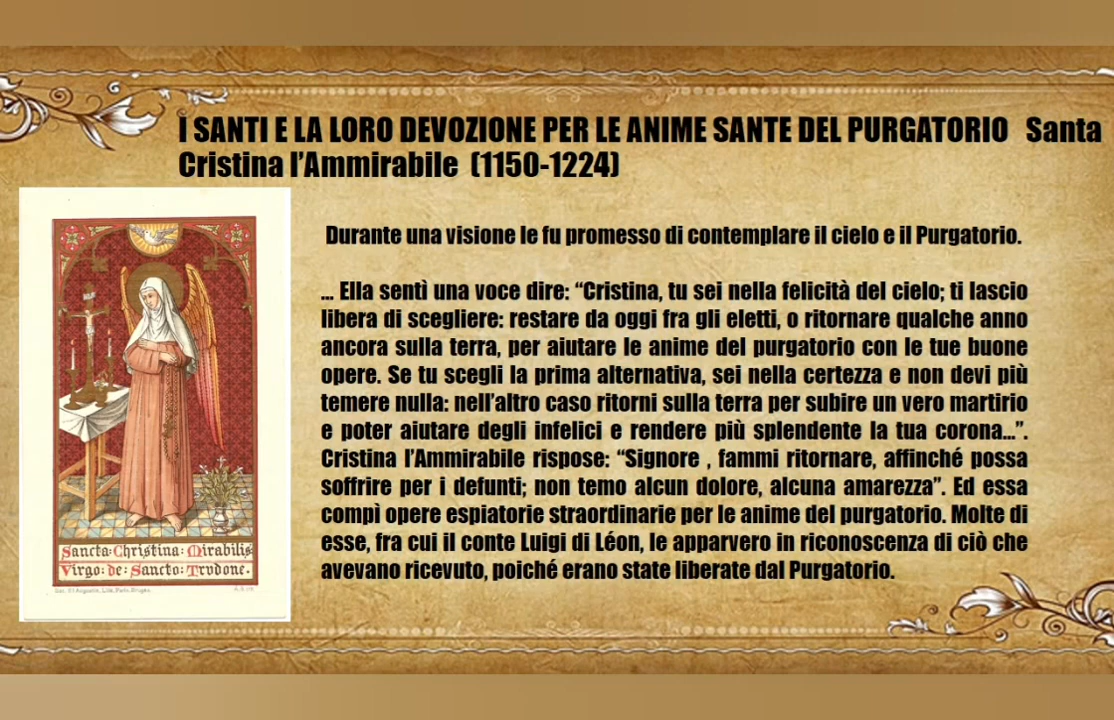 I SANTI E LA LORO DEVOZIONE PER LE ANIME SANTE DEL PURGATORIO Santa
Cristina l'Ammirabile (1150-1224)
Durante una visione le fu promesso di contemplare il cielo e il Purgatorio.
... Ella sentì una voce dire: “Cristina, tu sei nella felicità del cielo; ti lascio
libera di scegliere: restare da oggi fra gli eletti, o ritornare qualche anno
ancora sulla terra, per aiutare le anime del purgatorio con le tue buone
opere. Se tu scegli la prima alternativa, sei nella certezza e non devi più
temere nulla: nell'altro caso ritorni sulla terra per subire un vero martirio
e poter aiutare degli infelici e rendere più splendente la tua corona...”.
Cristina l'Ammirabile rispose: “Signore , fammi ritornare, affinché possa
soffrire per i defunti; non temo alcun dolore, alcuna amarezza”. Ed essa
compì opere espiatorie straordinarie per le anime del purgatorio. Molte di
esse, fra cui il conte Luigi di Léon, le apparvero in riconoscenza di ciò che
avevano ricevuto, poiché erano state liberate dal Purgatorio.
Sancta: Christina: Mirabilis
Virgo: de: Sancto: Trvdone.